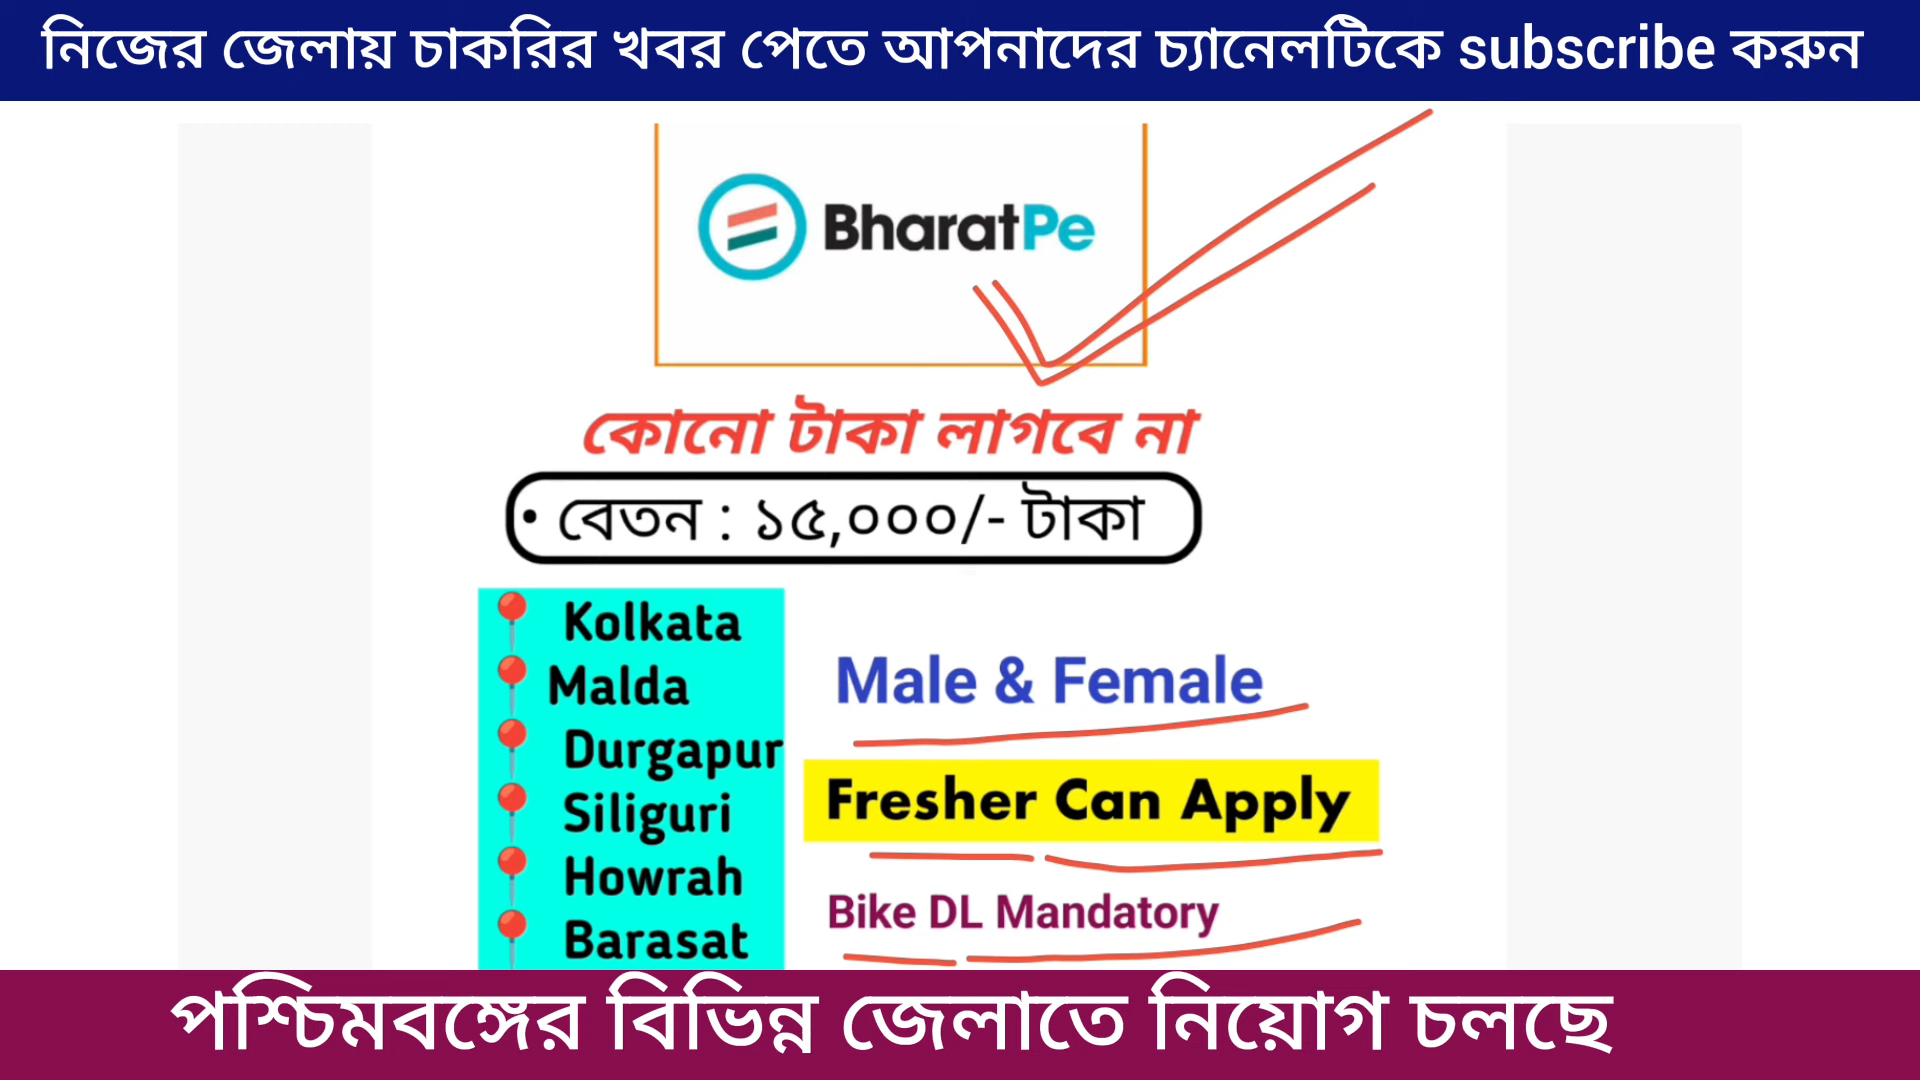 নিজের জেলায় চাকরির খবর পেতে আপনাদের চ্যানেলটিকে subscribe করুন
BharatPe
কোনো টাকা লাগবে না
• বেতন : ১৫,০০০/- টাকা
Kolkata
Malda
Durgapur
Siliguri
Howrah
Barasat
Male & Female
Fresher Can Apply
Bike DL Mandatory
পশ্চিমবঙ্গের বিভিন্ন জেলাতে নিয়োগ চলছে